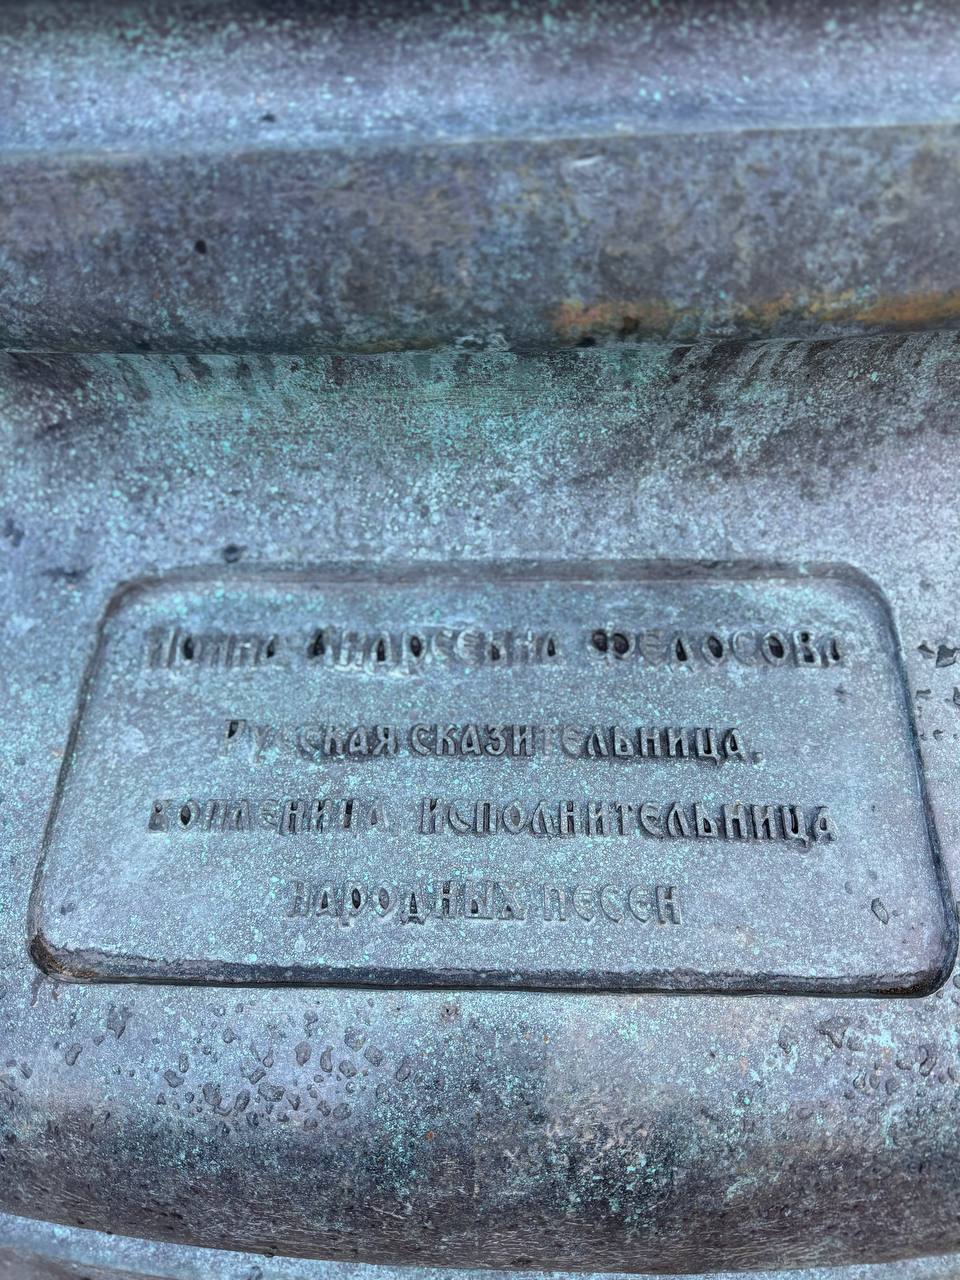 Ирина Андреевна Федосова
Русская сказительница,
вопленица, исполнительница
народных песен